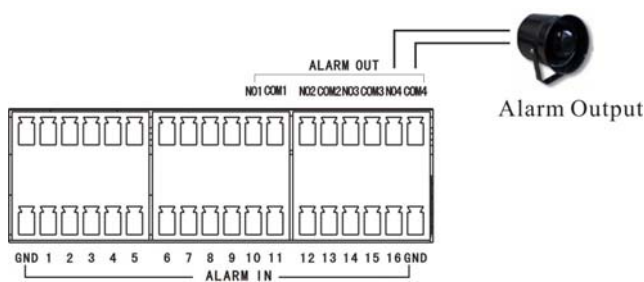 ALARM OUT
NO1 COM1 NO2 COM2 NO3 COM3 NO4 COM4
Alarm Output
GND 1 2 3 4 5 6 7 8 9 10 11 12 13 14 15 16 GND
ALARM IN